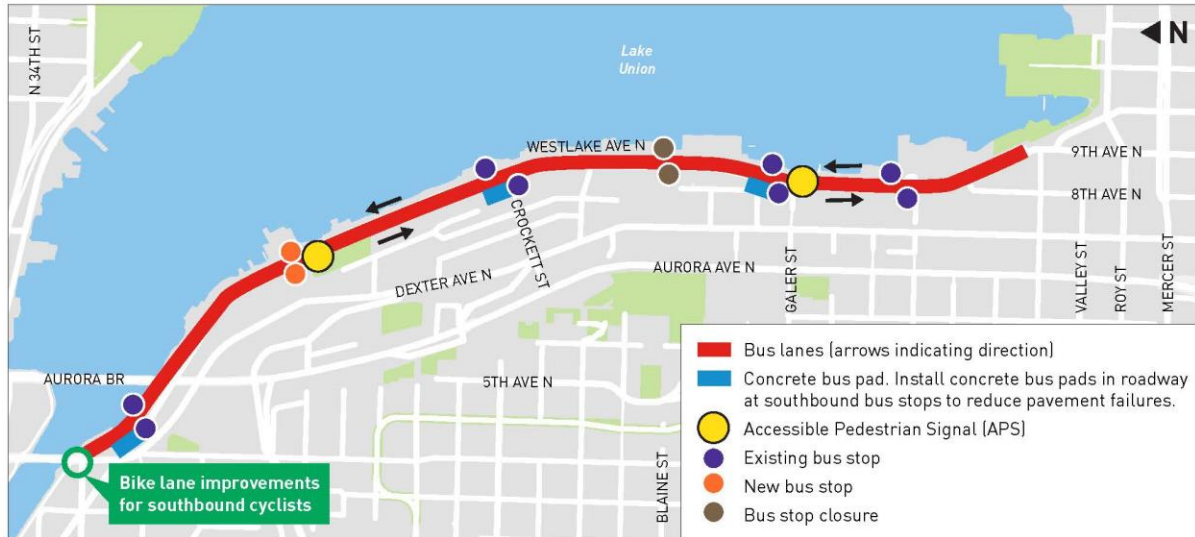 N 34TH ST
Lake
Union
N
WESTLAKE AVE N
9TH AVE N
8TH AVE N
CROCKETT ST
DEXTER AVE N
AURORA AVE N
GALER ST
VALLEY ST
ROY ST
MERCER ST
AURORA BR
5TH AVE N
BLAINE ST
Bike lane improvements
for southbound cyclists
Bus lanes (arrows indicating direction)
Concrete bus pad. Install concrete bus pads in roadway
at southbound bus stops to reduce pavement failures.
Accessible Pedestrian Signal (APS)
Existing bus stop
New bus stop
Bus stop closure